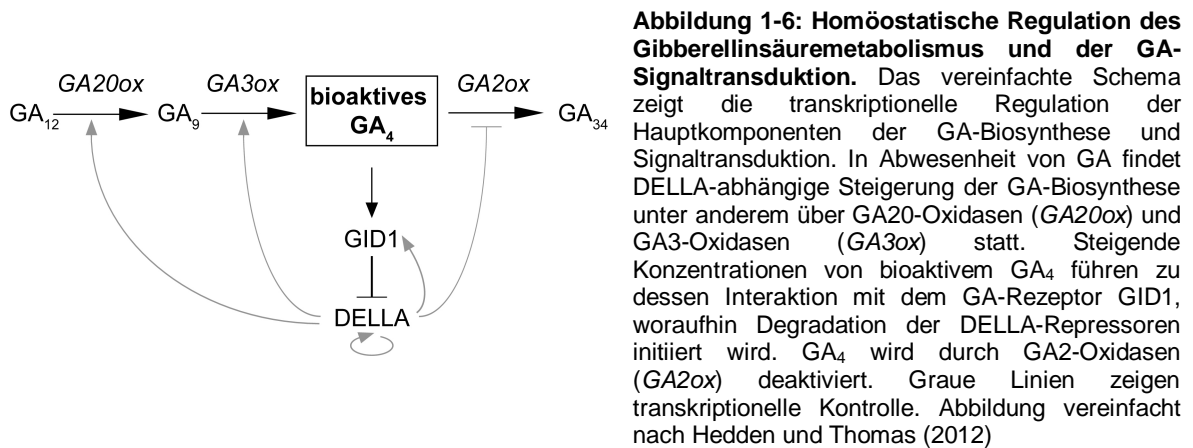 GA20ox GA3ox bioaktives GA2ox
GA12 GA9 GA4 GA34
GID1
DELLA
Abbildung 1-6: Homöostatische Regulation des
Gibberellinsäuremetabolismus und der GA-
Signaltransduktion. Das vereinfachte Schema
zeigt die transkriptionelle Regulation der
Hauptkomponenten der GA-Biosynthese und
Signaltransduktion. In Abwesenheit von GA findet
DELLA-abhängige Steigerung der GA-Biosynthese
unter anderem über GA20-Oxidasen (GA20ox) und
GA3-Oxidasen (GA3ox) statt. Steigende
Konzentrationen von bioaktivem GA4 führen zu
dessen Interaktion mit dem GA-Rezeptor GID1,
woraufhin Degradation der DELLA-Repressoren
initiiert wird. GA4 wird durch GA2-Oxidasen
(GA2ox) deaktiviert. Graue Linien zeigen
transkriptionelle Kontrolle. Abbildung vereinfacht
nach Hedden und Thomas (2012)